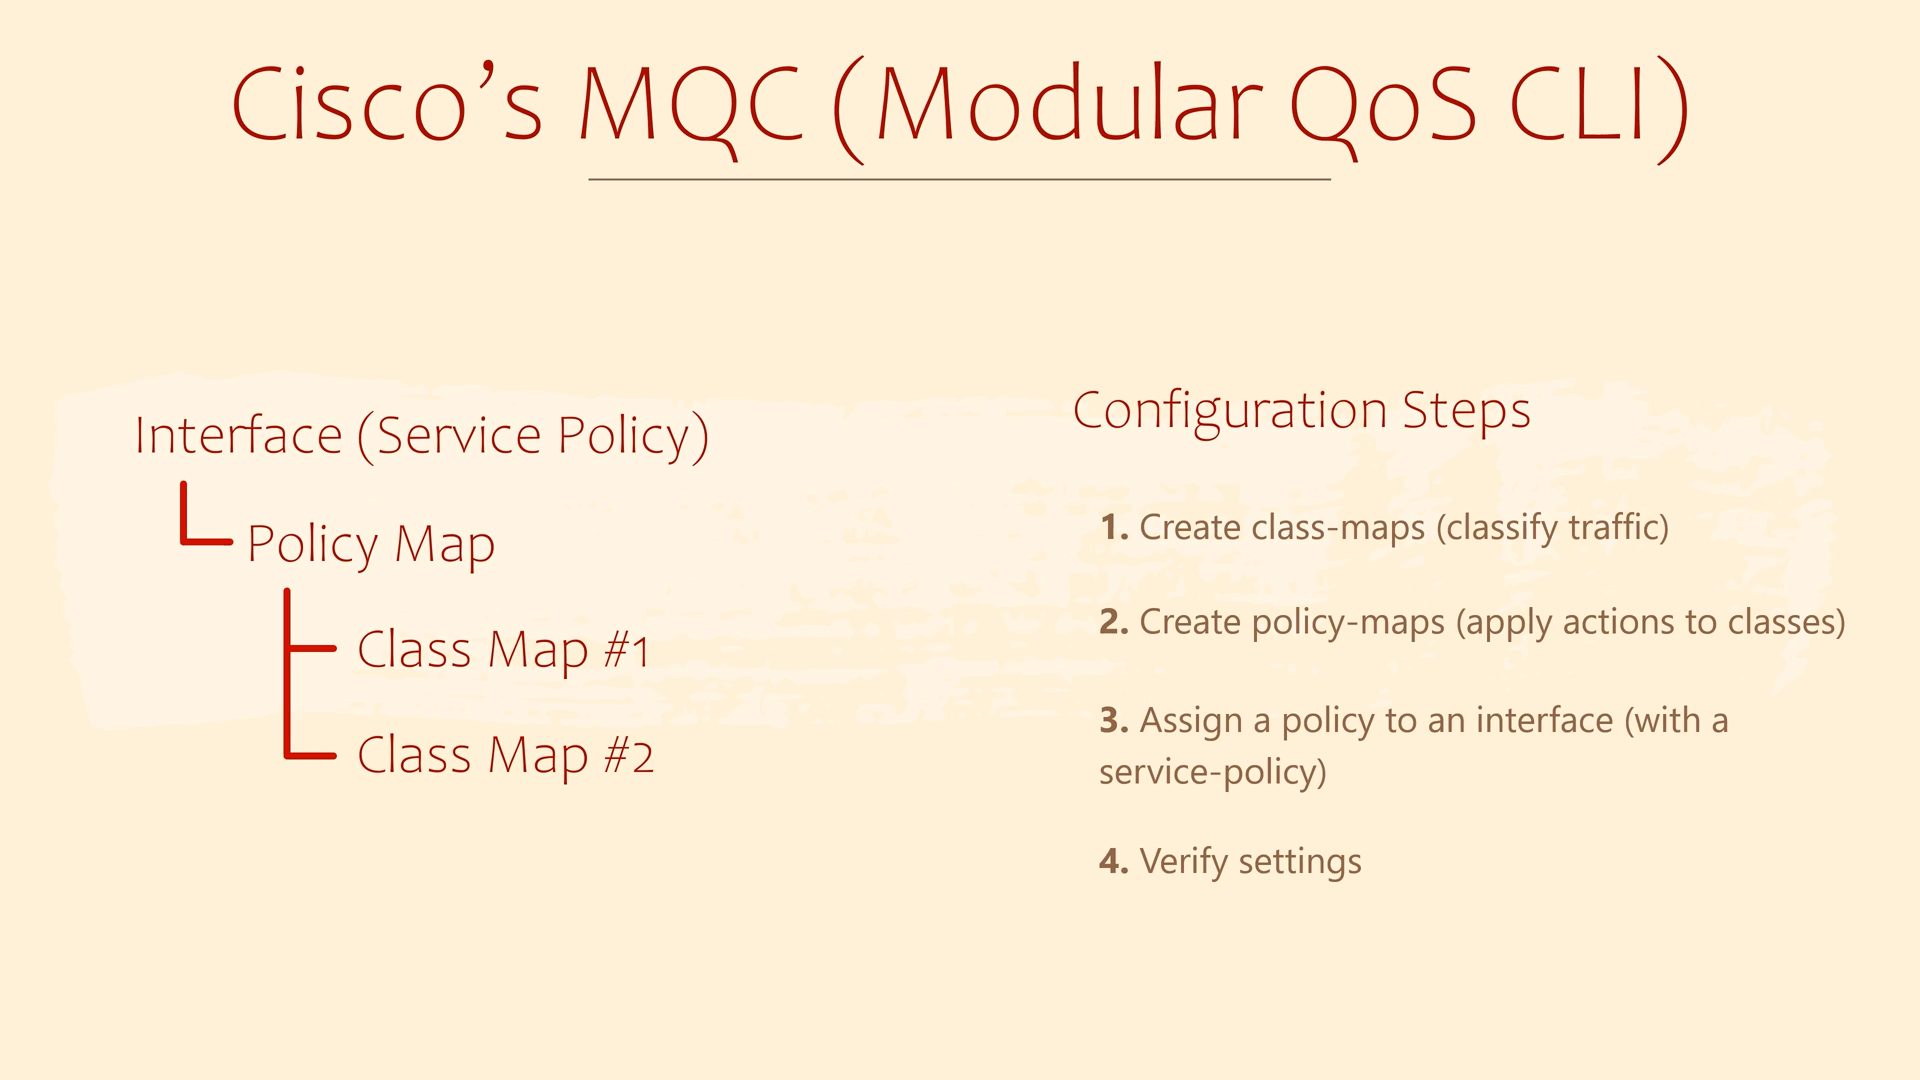 Cisco’s MQC (Modular QoS CLI)
Interface (Service Policy)
Policy Map
Class Map #1
Class Map #2
Configuration Steps
1. Create class-maps (classify traffic)
2. Create policy-maps (apply actions to classes)
3. Assign a policy to an interface (with a
service-policy)
4. Verify settings